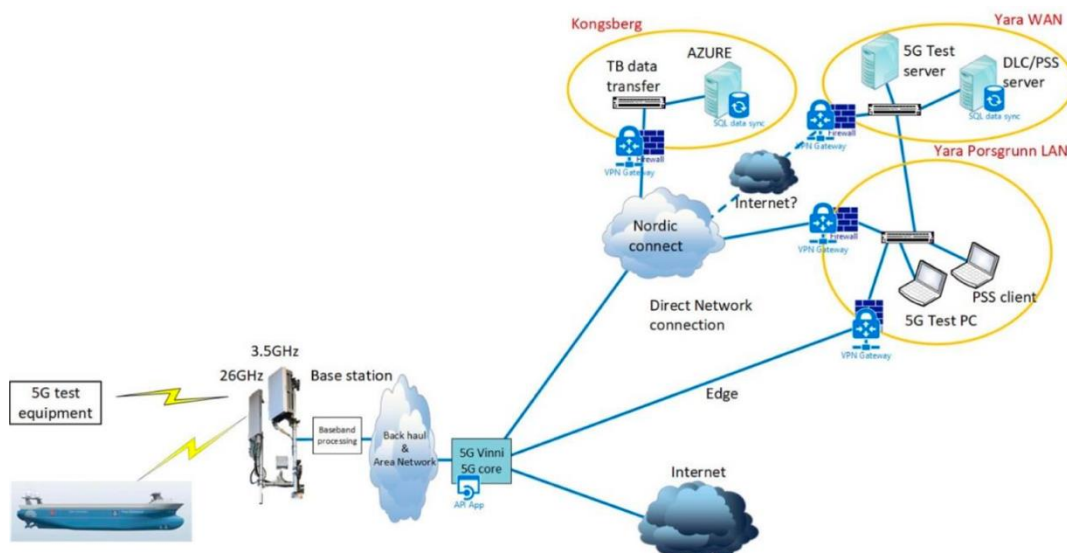 Kongsberg
TB data
transfer
AZURE
SQL data sync
Firewall
VPN Gateway
Yara WAN
5G Test
server
DLC/PSS
server
SQL data sync
Firewall
VPN Gateway
Internet?
Yara Porsgrunn LAN
Firewall
VPN Gateway
PSS client
5G Test PC
VPN Gateway
Nordic
connect
Direct Network
connection
Edge
3.5GHz
26GHz
Base station
5G test
equipment
Baseband
processing
Back haul
&
Area Network
5G Vinni
5G core
API App
Internet